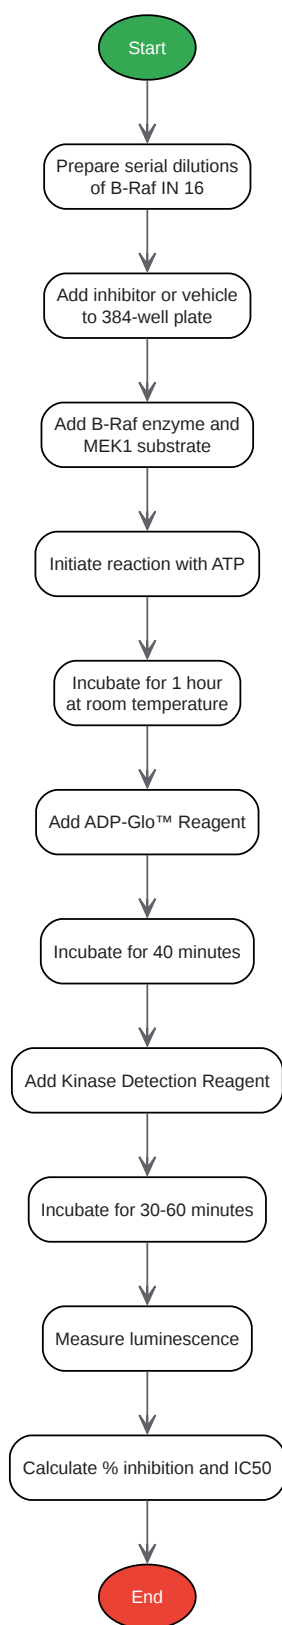 Start
Prepare serial dilutions
of B-Raf IN 16
Add inhibitor or vehicle
to 384-well plate
Add B-Raf enzyme and
MEK1 substrate
Initiate reaction with ATP
Incubate for 1 hour
at room temperature
Add ADP-Glo™ Reagent
Incubate for 40 minutes
Add Kinase Detection Reagent
Incubate for 30-60 minutes
Measure luminescence
Calculate % inhibition and IC50
End